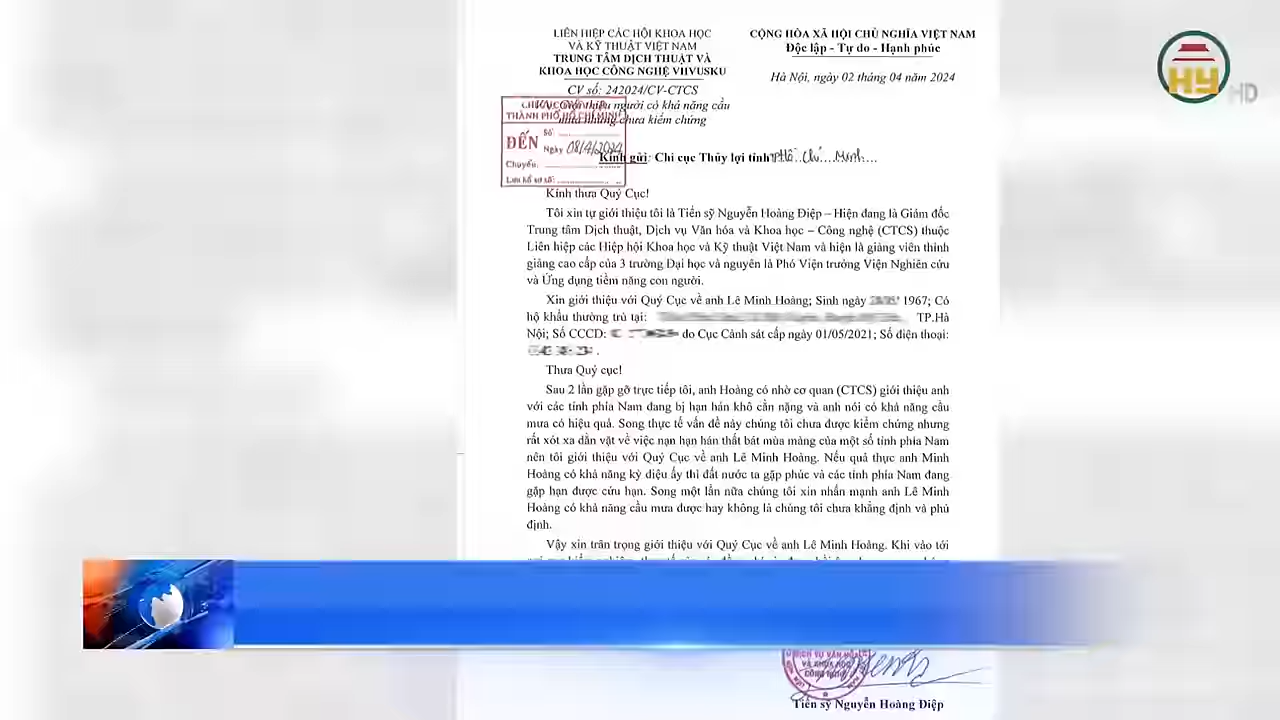 LIÊN HIỆP CÁC HỘI KHOA HỌC
VÀ KỸ THUẬT VIỆT NAM
TRUNG TÂM DỊCH THUẬT VÀ
KHOA HỌC CÔNG NGHỆ VIIVUSKU
CV số: 242024/CV-CTCS
V/v Giới thiệu người có khả năng cầu
mưa nhưng chưa kiểm chứng
CỘNG HÒA XÃ HỘI CHỦ NGHĨA VIỆT NAM
Độc lập - Tự do - Hạnh phúc
Hà Nội, ngày 02 tháng 04 năm 2024
HY HD
THÀNH PHỐ HỒ CHÍ MINH
ĐẾN
Số:
Ngày 08/4/2024
Chuyển:
Lưu hồ sơ số:
Kính gửi: Chi cục Thủy lợi tỉnh Phố Chí Minh
Kính thưa Quý Cục!
Tôi xin tự giới thiệu tôi là Tiến sỹ Nguyễn Hoàng Điệp – Hiện đang là Giám đốc
Trung tâm Dịch thuật, Dịch vụ Văn hóa và Khoa học – Công nghệ (CTCS) thuộc
Liên hiệp các Hiệp hội Khoa học và Kỹ thuật Việt Nam và hiện là giảng viên thỉnh
giảng cao cấp của 3 trường Đại học và nguyên là Phó Viện trưởng Viện Nghiên cứu
và Ứng dụng tiềm năng con người.
Xin giới thiệu với Quý Cục về anh Lê Minh Hoàng; Sinh ngày 1967; Có
hộ khẩu thường trú tại: TP.Hà
Nội; Số CCCD: do Cục Cảnh sát cấp ngày 01/05/2021; Số điện thoại:
Thưa Quý cục!
Sau 2 lần gặp gỡ trực tiếp tôi, anh Hoàng có nhờ cơ quan (CTCS) giới thiệu anh
với các tỉnh phía Nam đang bị hạn hán khô cằn nặng và anh nói có khả năng cầu
mưa có hiệu quả. Song thực tế vấn đề này chúng tôi chưa được kiểm chứng nhưng
rất xót xa dằn vặt về việc nạn hạn hán thất bát mùa màng của một số tỉnh phía Nam
nên tôi giới thiệu với Quý Cục về anh Lê Minh Hoàng. Nếu quả thực anh Minh
Hoàng có khả năng kỳ diệu ấy thì đất nước ta gặp phúc và các tỉnh phía Nam đang
gặp hạn được cứu hạn. Song một lần nữa chúng tôi xin nhấn mạnh anh Lê Minh
Hoàng có khả năng cầu mưa được hay không là chúng tôi chưa khẳng định và phủ
định.
Vậy xin trân trọng giới thiệu với Quý Cục về anh Lê Minh Hoàng. Khi vào tới
DỊCH VỤ VĂN HÓA
VÀ KHOA HỌC
CÔNG NGHỆ
Tiến sỹ Nguyễn Hoàng Điệp